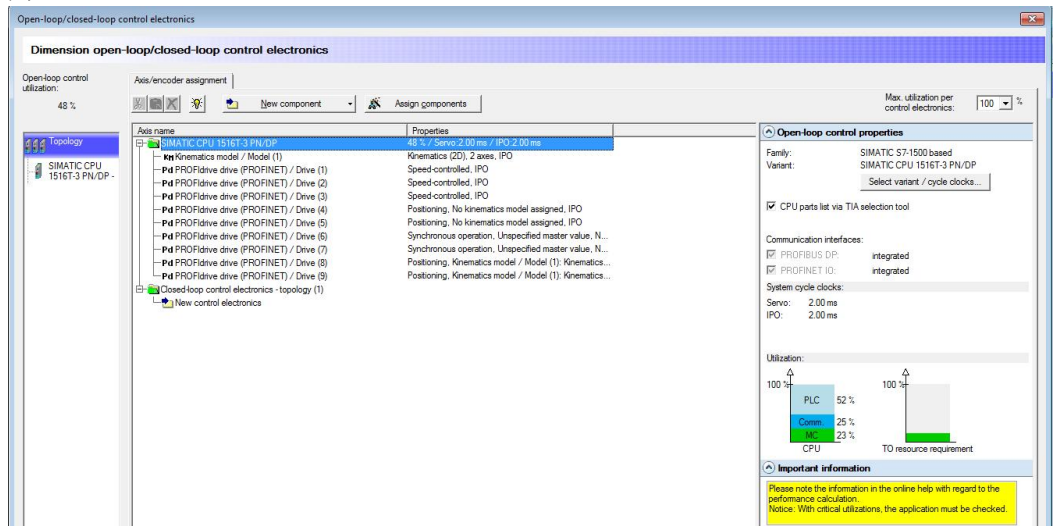 Open-loop/closed-loop control electronics
Dimension open-loop/closed-loop control electronics
Open-loop control
utilization:
48 %
Axis/encoder assignment
New component
Assign components
Max. utilization per
control electronics:
100
%
Topology
SIMATIC CPU
1516T-3 PN/DP -
Axis name
Properties
SIMATIC CPU 1516T-3 PN/DP
48 % / Servo:2.00 ms / IPO:2.00 ms
KM Kinematics model / Model (1)
Kinematics (2D), 2 axes, IPO
Pd PROFIdrive drive (PROFINET) / Drive (1)
Speed-controlled, IPO
Pd PROFIdrive drive (PROFINET) / Drive (2)
Speed-controlled, IPO
Pd PROFIdrive drive (PROFINET) / Drive (3)
Speed-controlled, IPO
Pd PROFIdrive drive (PROFINET) / Drive (4)
Positioning, No kinematics model assigned, IPO
Pd PROFIdrive drive (PROFINET) / Drive (5)
Positioning, No kinematics model assigned, IPO
Pd PROFIdrive drive (PROFINET) / Drive (6)
Synchronous operation, Unspecified master value, N...
Pd PROFIdrive drive (PROFINET) / Drive (7)
Synchronous operation, Unspecified master value, N...
Pd PROFIdrive drive (PROFINET) / Drive (8)
Positioning, Kinematics model / Model (1): Kinematics...
Pd PROFIdrive drive (PROFINET) / Drive (9)
Positioning, Kinematics model / Model (1): Kinematics...
Closed-loop control electronics - topology (1)
New control electronics
Open-loop control properties
Family:
SIMATIC S7-1500 based
Variant:
SIMATIC CPU 1516T-3 PN/DP
Select variant / cycle clocks...
CPU parts list via TIA selection tool
Communication interfaces:
PROFIBUS DP:
integrated
PROFINET IO:
integrated
System cycle clocks:
Servo:
2.00 ms
IPO:
2.00 ms
Utilization:
100 %
100 %
PLC
52 %
Comm.
25 %
MC
23 %
CPU
TO resource requirement
Important information
Please note the information in the online help with regard to the
performance calculation.
Notice: With critical utilizations, the application must be checked.